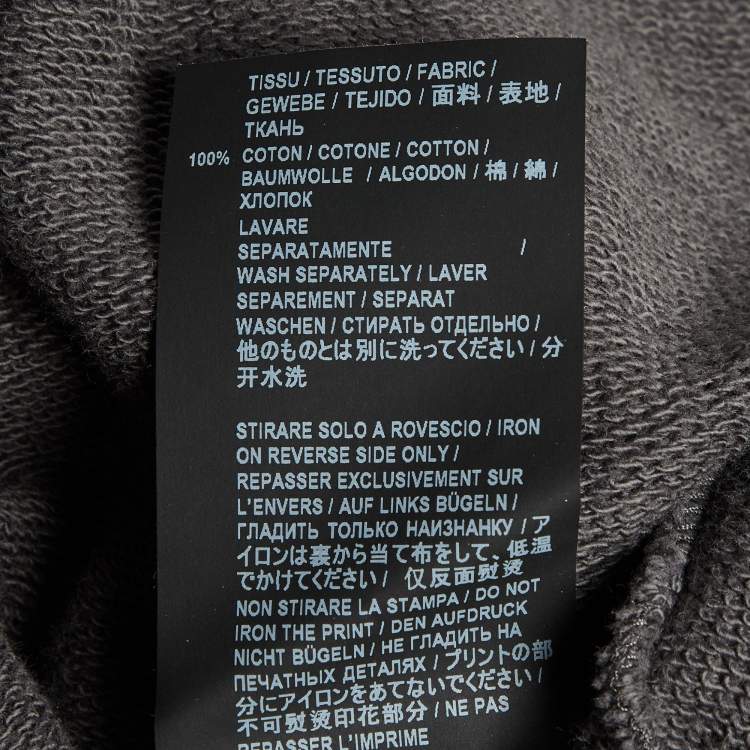 TISSU / TESSUTO / FABRIC /
GEWEBE / TEJIDO / 面料 / 表地 /
ТКАНЬ
100% COTON / COTONE / COTTON /
BAUMWOLLE / ALGODON / 棉 / 綿 /
ХЛОПОК
LAVARE
SEPARATAMENTE /
WASH SEPARATELY / LAVER
SEPAREMENT / SEPARAT
WASCHEN / СТИРАТЬ ОТДЕЛЬНО /
他のものとは別に洗ってください / 分
开水洗
STIRARE SOLO A ROVESCIO / IRON
ON REVERSE SIDE ONLY /
REPASSER EXCLUSIVEMENT SUR
L'ENVERS / AUF LINKS BÜGELN /
ГЛАДИТЬ ТОЛЬКО НАИЗНАНКУ / ア
イロンは裏から当て布をして、低温
でかけてください / 仅反面熨烫
NON STIRARE LA STAMPA / DO NOT
IRON THE PRINT / DEN AUFDRUCK
NICHT BÜGELN / НЕ ГЛАДИТЬ НА
ПЕЧАТНЫХ ДЕТАЛЯХ / プリントの部
分にアイロンをあてないでください /
不可熨烫印花部分 / NE PAS
REPASSER L'IMPRIME